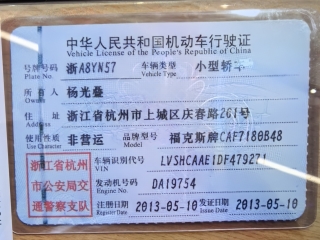 中华人民共和国机动车行驶证
Vehicle License of the People's Republic of China
号牌号码 浙A8YN57 车辆类型 小型轿车
Plate No. Vehicle Type
所有人 杨光叠
Owner
住址 浙江省杭州市上城区庆春路261号
Address
使用性质 非营运 品牌型号 福克斯牌CAF7180B48
Use Character Model
浙江省杭州市公安局交通警察支队
车辆识别代号 LVSHCAAE1DF479271
VIN
发动机号码 DA19754
Engine No.
注册日期 2013-05-10 发证日期 2013-05-10
Register Date Issue Date